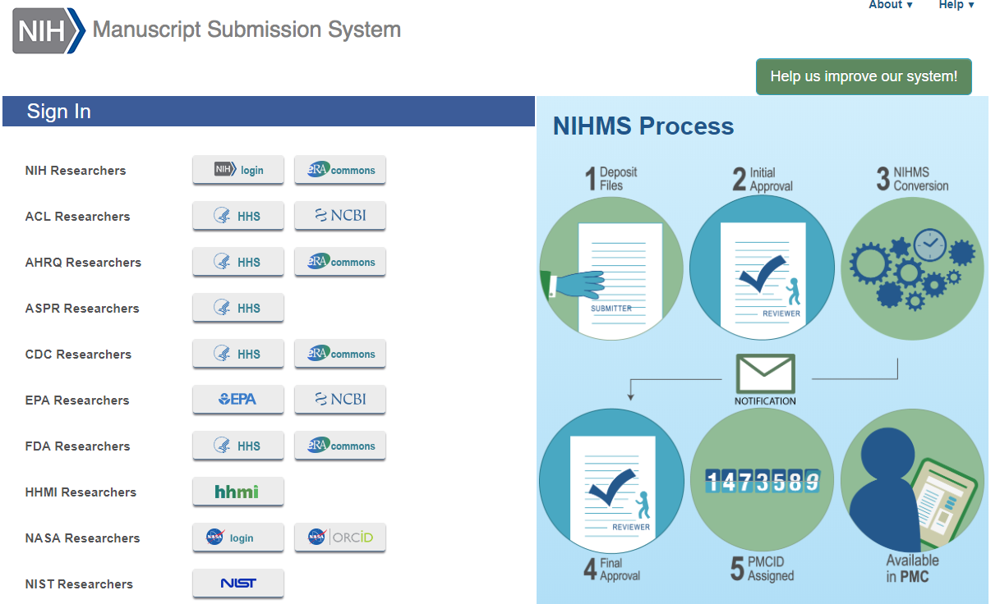 About ▼ Help ▼
NIH Manuscript Submission System
Help us improve our system!
Sign In
NIH Researchers
NIH login
eRA commons
ACL Researchers
HHS
NCBI
AHRQ Researchers
HHS
eRA commons
ASPR Researchers
HHS
CDC Researchers
HHS
eRA commons
EPA Researchers
EPA
NCBI
FDA Researchers
HHS
eRA commons
HHMI Researchers
hhmi
NASA Researchers
NASA login
NASA ORCID
NIST Researchers
NIST
NIHMS Process
1 Deposit
Files
2 Initial
Approval
3 NIHMS
Conversion
SUBMITTER
REVIEWER
NOTIFICATION
REVIEWER
1473589
4 Final
Approval
5 PMCID
Assigned
Available
in PMC